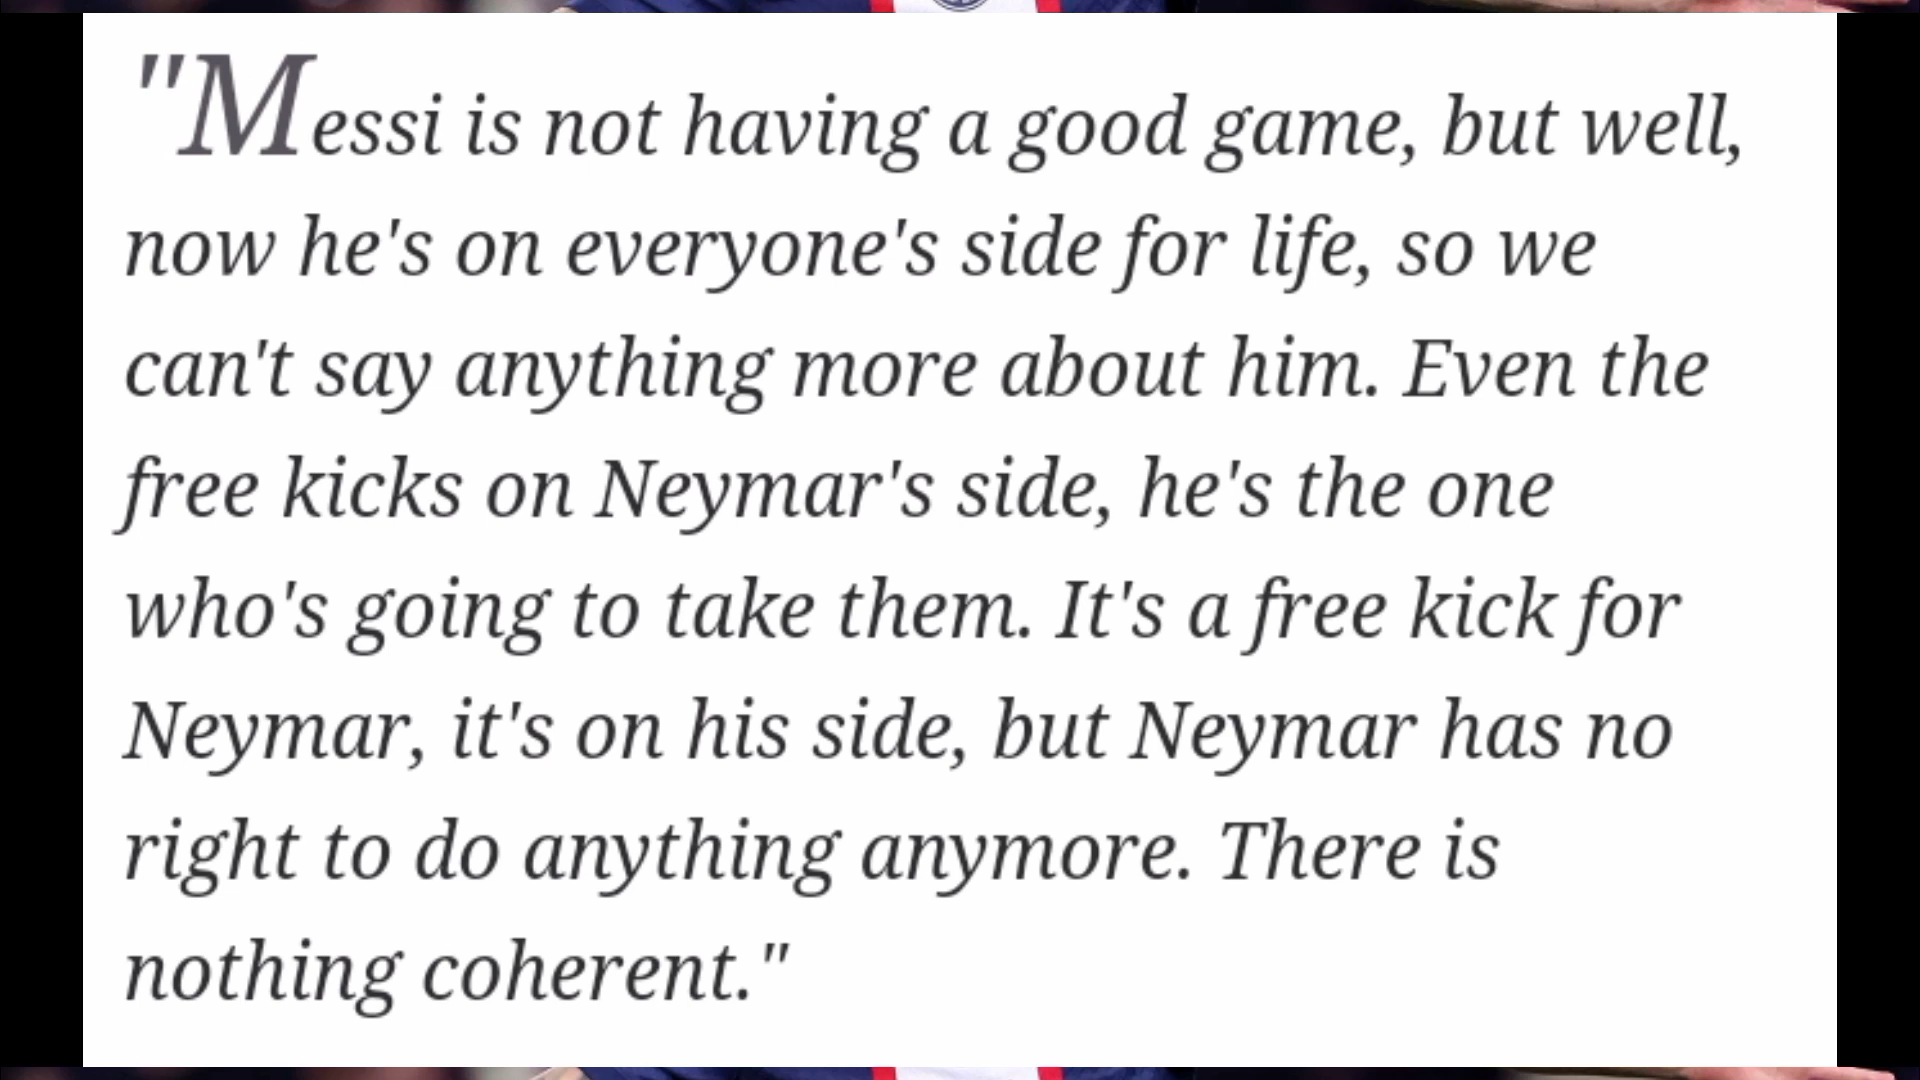 "Messi is not having a good game, but well,
now he's on everyone's side for life, so we
can't say anything more about him. Even the
free kicks on Neymar's side, he's the one
who's going to take them. It's a free kick for
Neymar, it's on his side, but Neymar has no
right to do anything anymore. There is
nothing coherent."